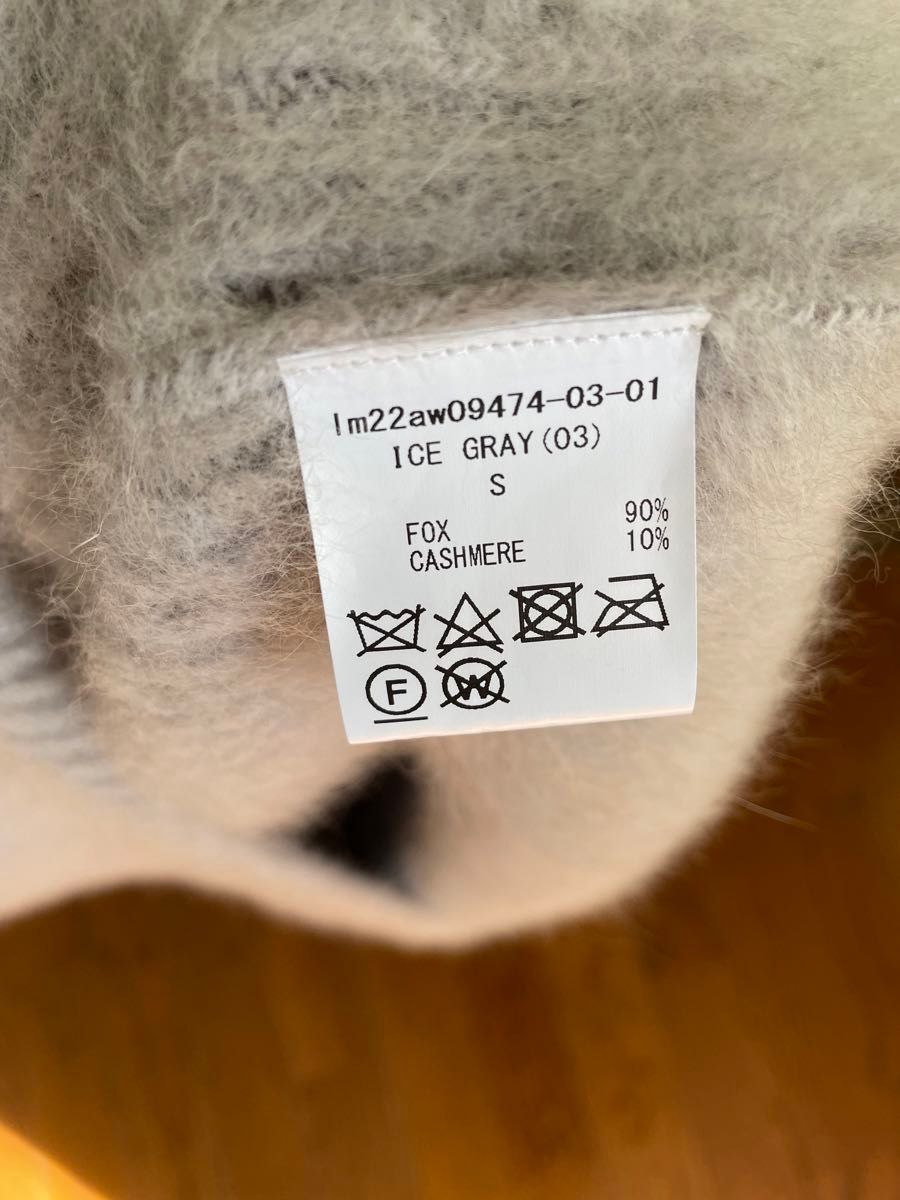 lm22aw09474-03-01
ICE GRAY(03)
S
FOX 90%
CASHMERE 10%
F W